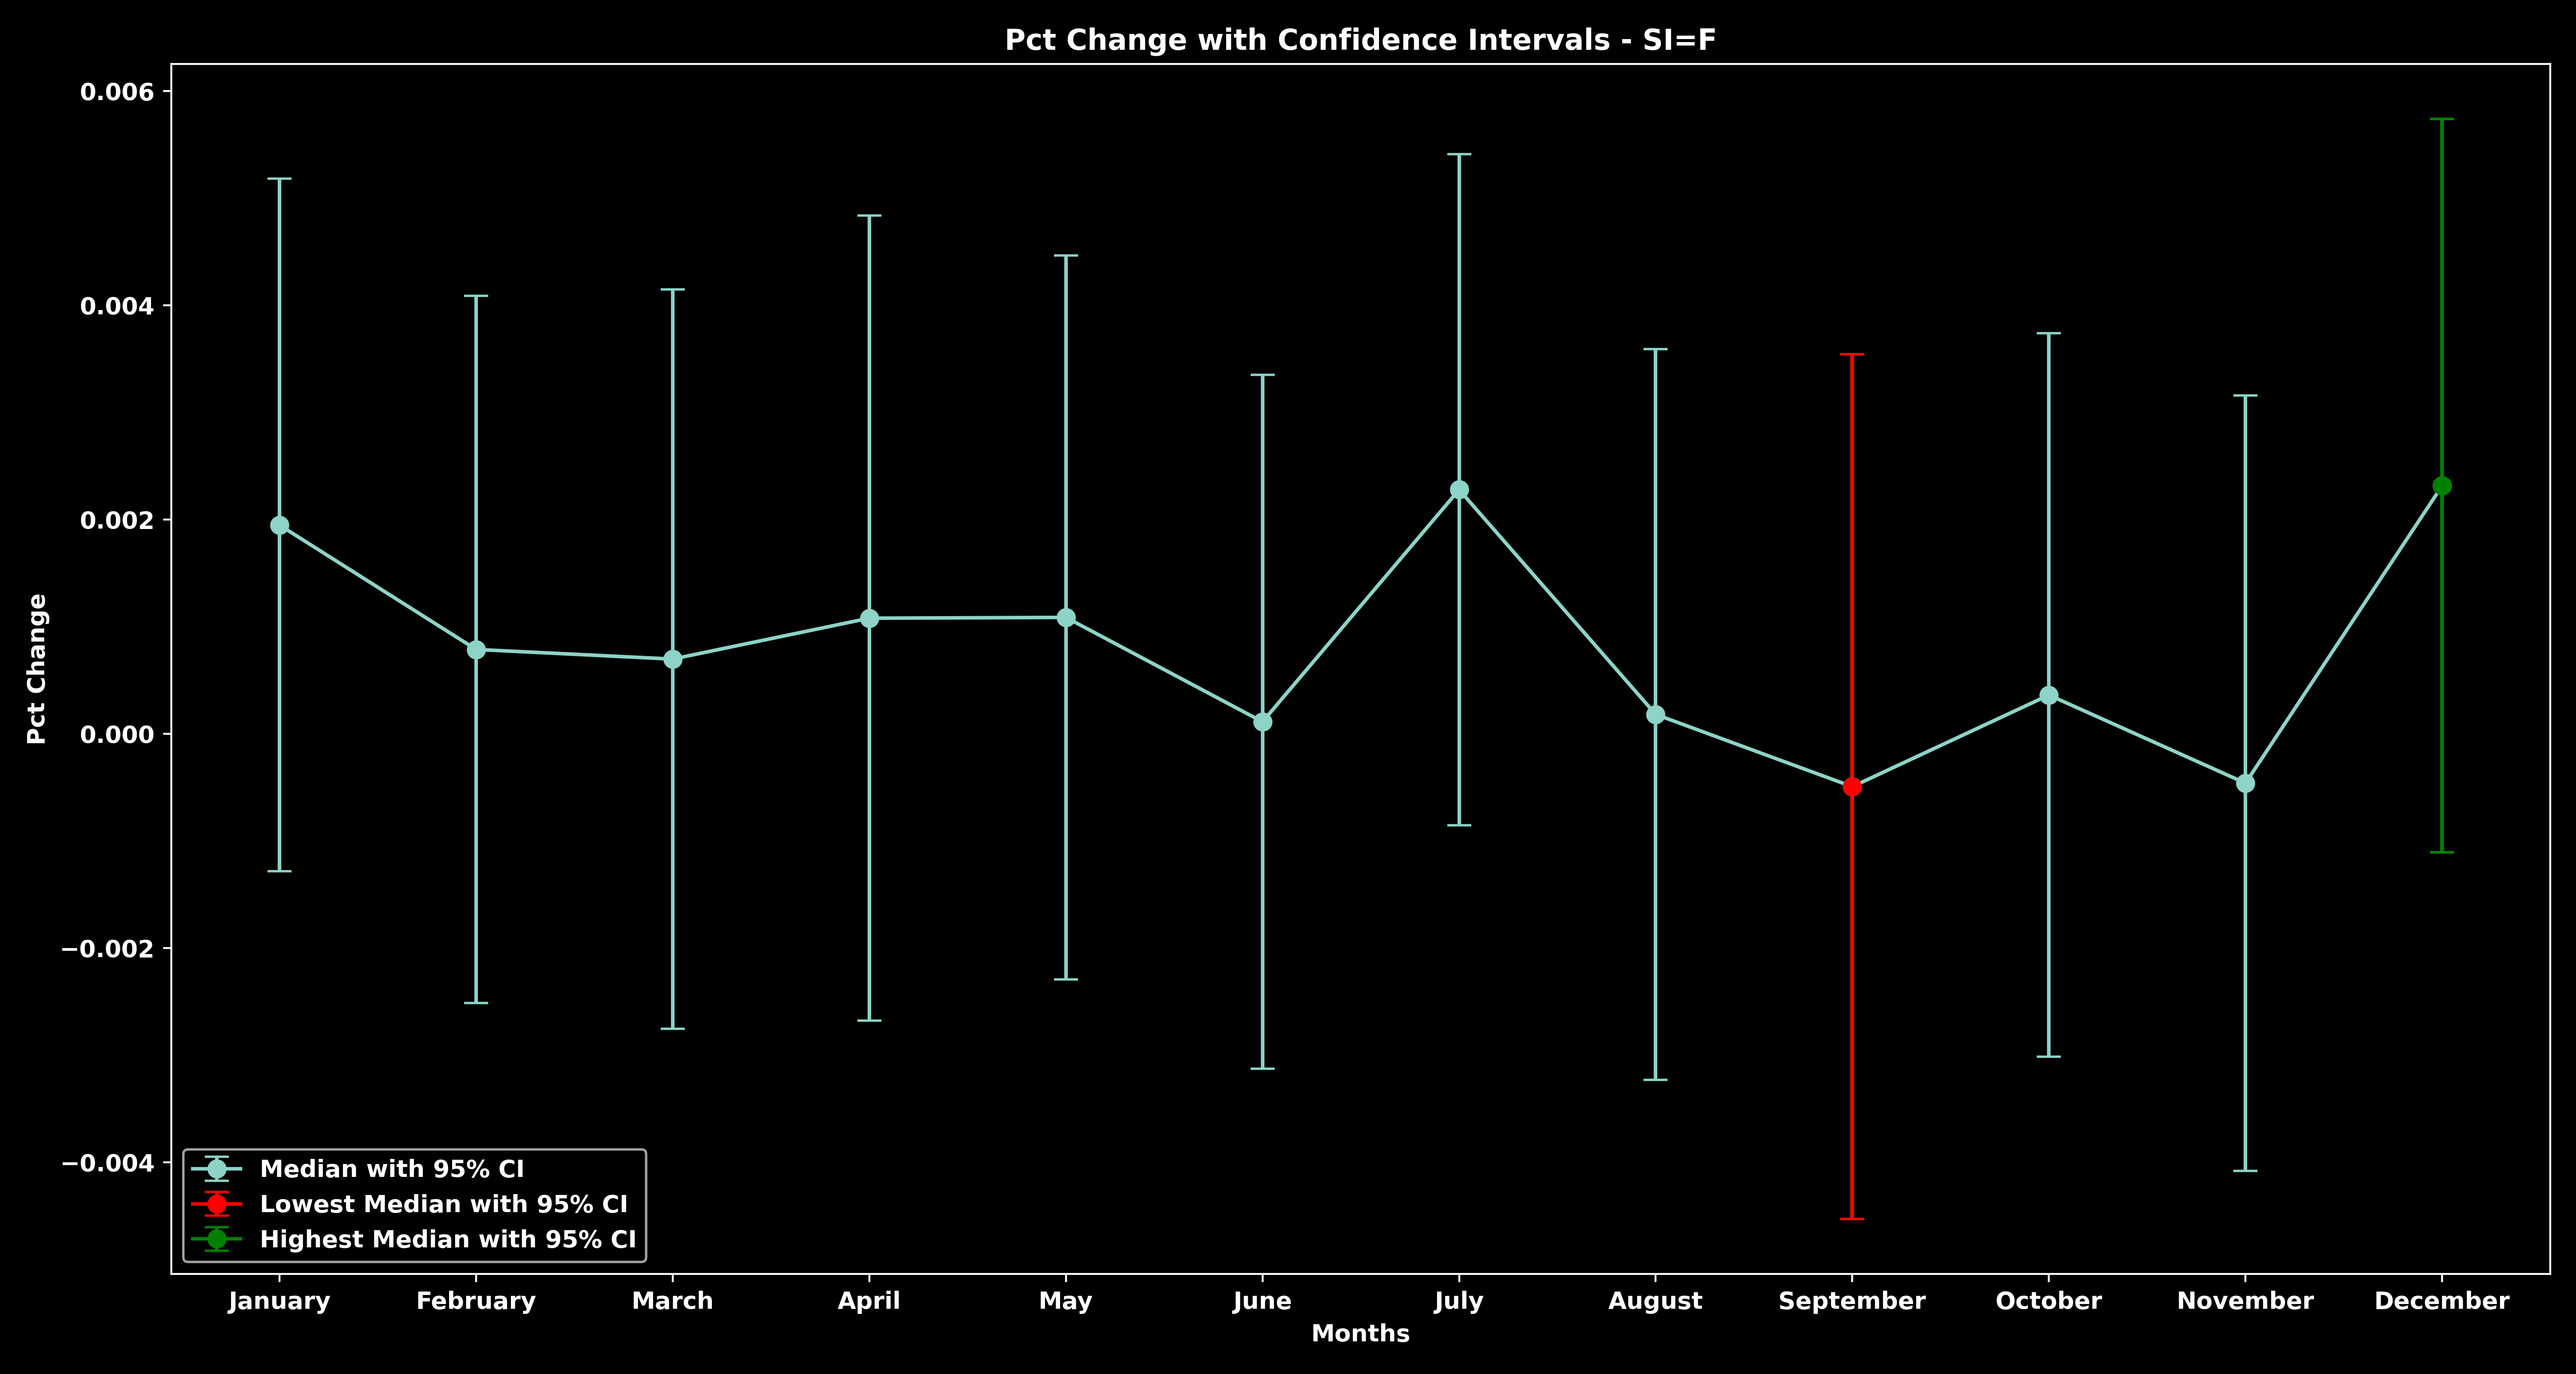 Pct Change with Confidence Intervals - SI=F
0.006
0.004
0.002
0.000
−0.002
−0.004
Pct Change
Median with 95% CI
Lowest Median with 95% CI
Highest Median with 95% CI
January February March April May June July August September October November December
Months